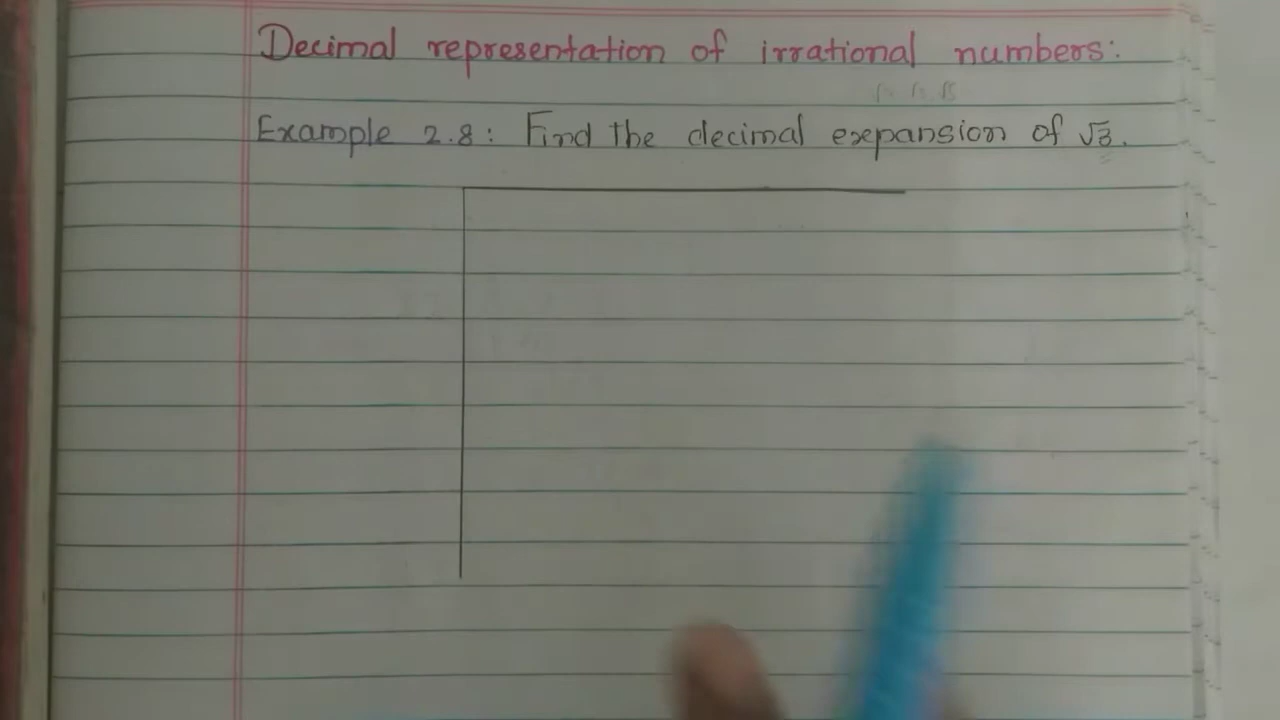 Decimal representation of irrational numbers:
Example 2.8: Find the decimal expansion of √3.